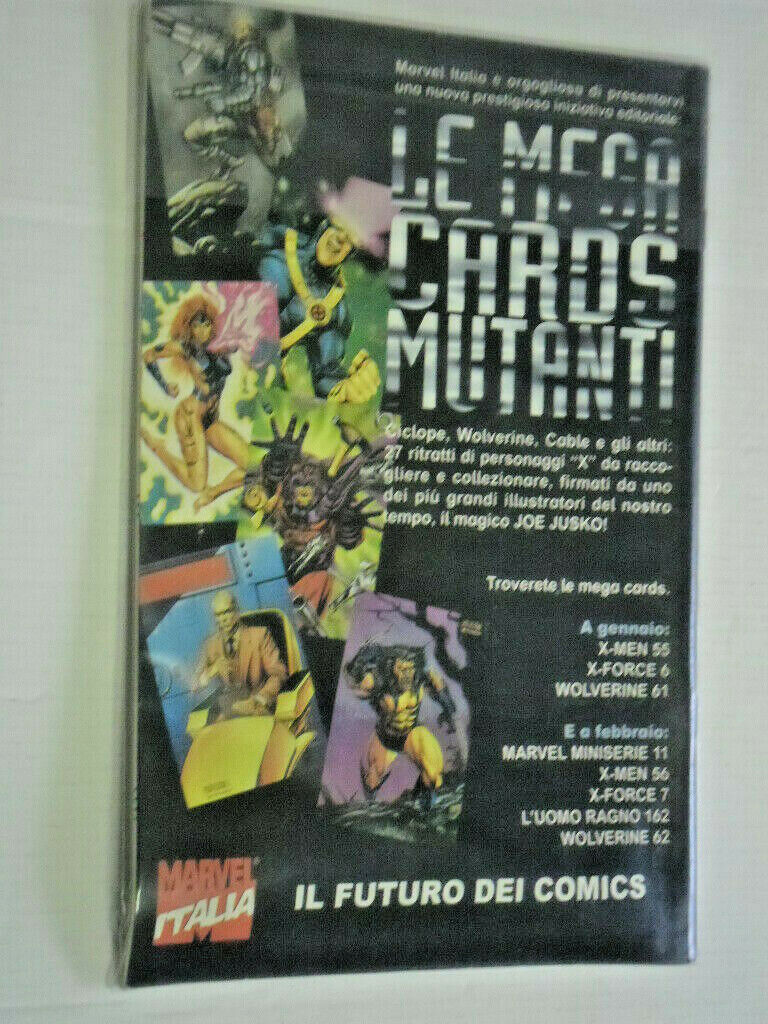 Marvel Italia è orgogliosa di presentarvi
una nuova prestigiosa iniziativa editoriale:
LE MEGA
CARDS
MUTANTI
Ciclope, Wolverine, Cable e gli altri:
27 ritratti di personaggi "X" da racco-
gliere e collezionare, firmati da uno
dei più grandi illustratori del nostro
tempo, il magico JOE JUSKO!
Troverete le mega cards.
A gennaio:
X-MEN 55
X-FORCE 6
WOLVERINE 61
E a febbraio:
MARVEL MINISERIE 11
X-MEN 56
X-FORCE 7
L'UOMO RAGNO 162
WOLVERINE 62
MARVEL®
ITALIA
IL FUTURO DEI COMICS